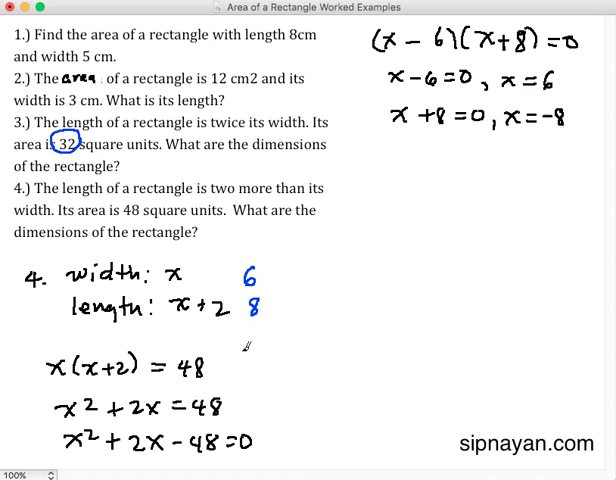 Area of a Rectangle Worked Examples
1.) Find the area of a rectangle with length 8cm
and width 5 cm.
2.) The area of a rectangle is 12 cm2 and its
width is 3 cm. What is its length?
3.) The length of a rectangle is twice its width. Its
area is 32 square units. What are the dimensions
of the rectangle?
4.) The length of a rectangle is two more than its
width. Its area is 48 square units.  What are the
dimensions of the rectangle?
(x - 6)(x+8)=0
x-6=0, x=6
x+8=0, x=-8
4. width: x 6
length: x+2 8
x(x+2) = 48
x2 + 2x = 48
x2 + 2x - 48=0
sipnayan.com
100%